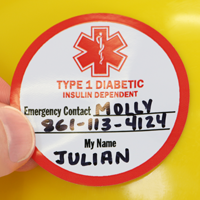 TYPE 1 DIABETIC
INSULIN DEPENDENT
Emergency Contact MOLLY
861-113-4124
My Name
JULIAN